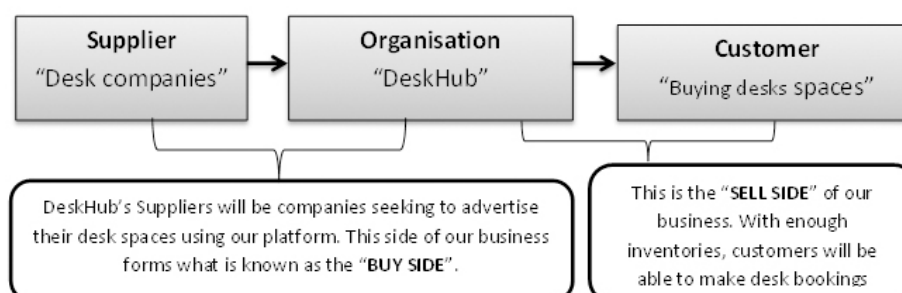 Supplier
“Desk companies”
Organisation
“DeskHub”
Customer
“Buying desks spaces”
DeskHub’s Suppliers will be companies seeking to advertise
their desk spaces using our platform. This side of our business
forms what is known as the “BUY SIDE”.
This is the “SELL SIDE” of our
business. With enough
inventories, customers will be
able to make desk bookings